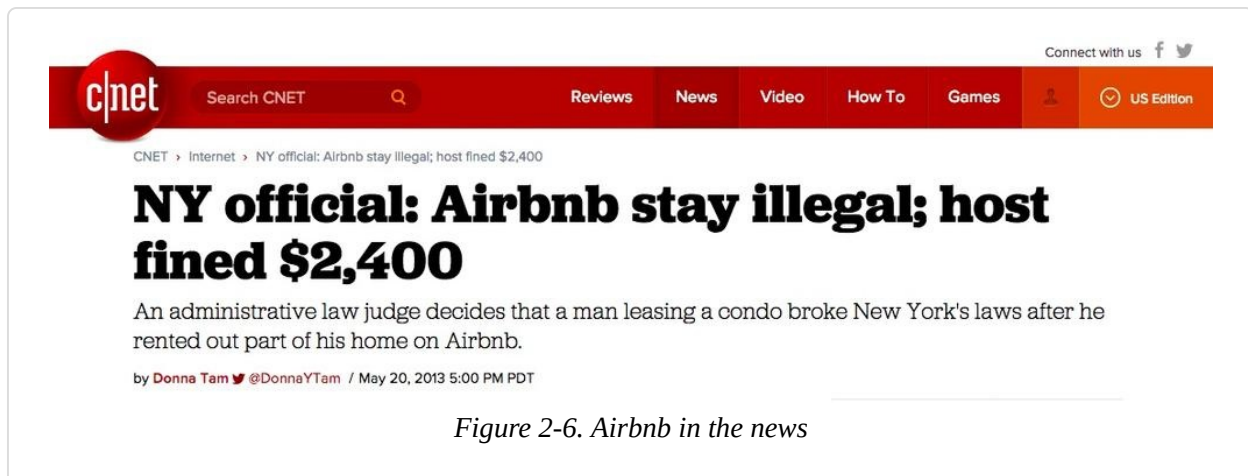 Connect with us
c|net
Search CNET
Reviews News Video How To Games US Edition
CNET › Internet › NY official: Airbnb stay illegal; host fined $2,400
NY official: Airbnb stay illegal; host
fined $2,400
An administrative law judge decides that a man leasing a condo broke New York's laws after he
rented out part of his home on Airbnb.
by Donna Tam @DonnaYTam / May 20, 2013 5:00 PM PDT
Figure 2-6. Airbnb in the news